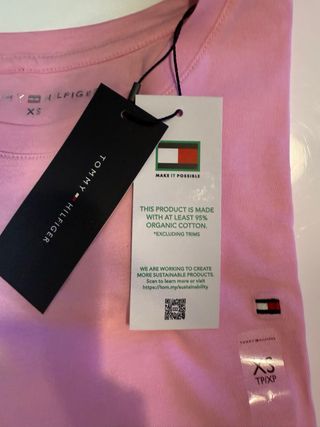 TOMMY HILFIGER
XS
TOMMY HILFIGER
MAKE IT POSSIBLE
THIS PRODUCT IS MADE
WITH AT LEAST 95%
ORGANIC COTTON.
*EXCLUDING TRIMS
WE ARE WORKING TO CREATE
MORE SUSTAINABLE PRODUCTS.
Scan to learn more or visit
https://tom.my/sustainability
TOMMY HILFIGER
XS
TP/XP